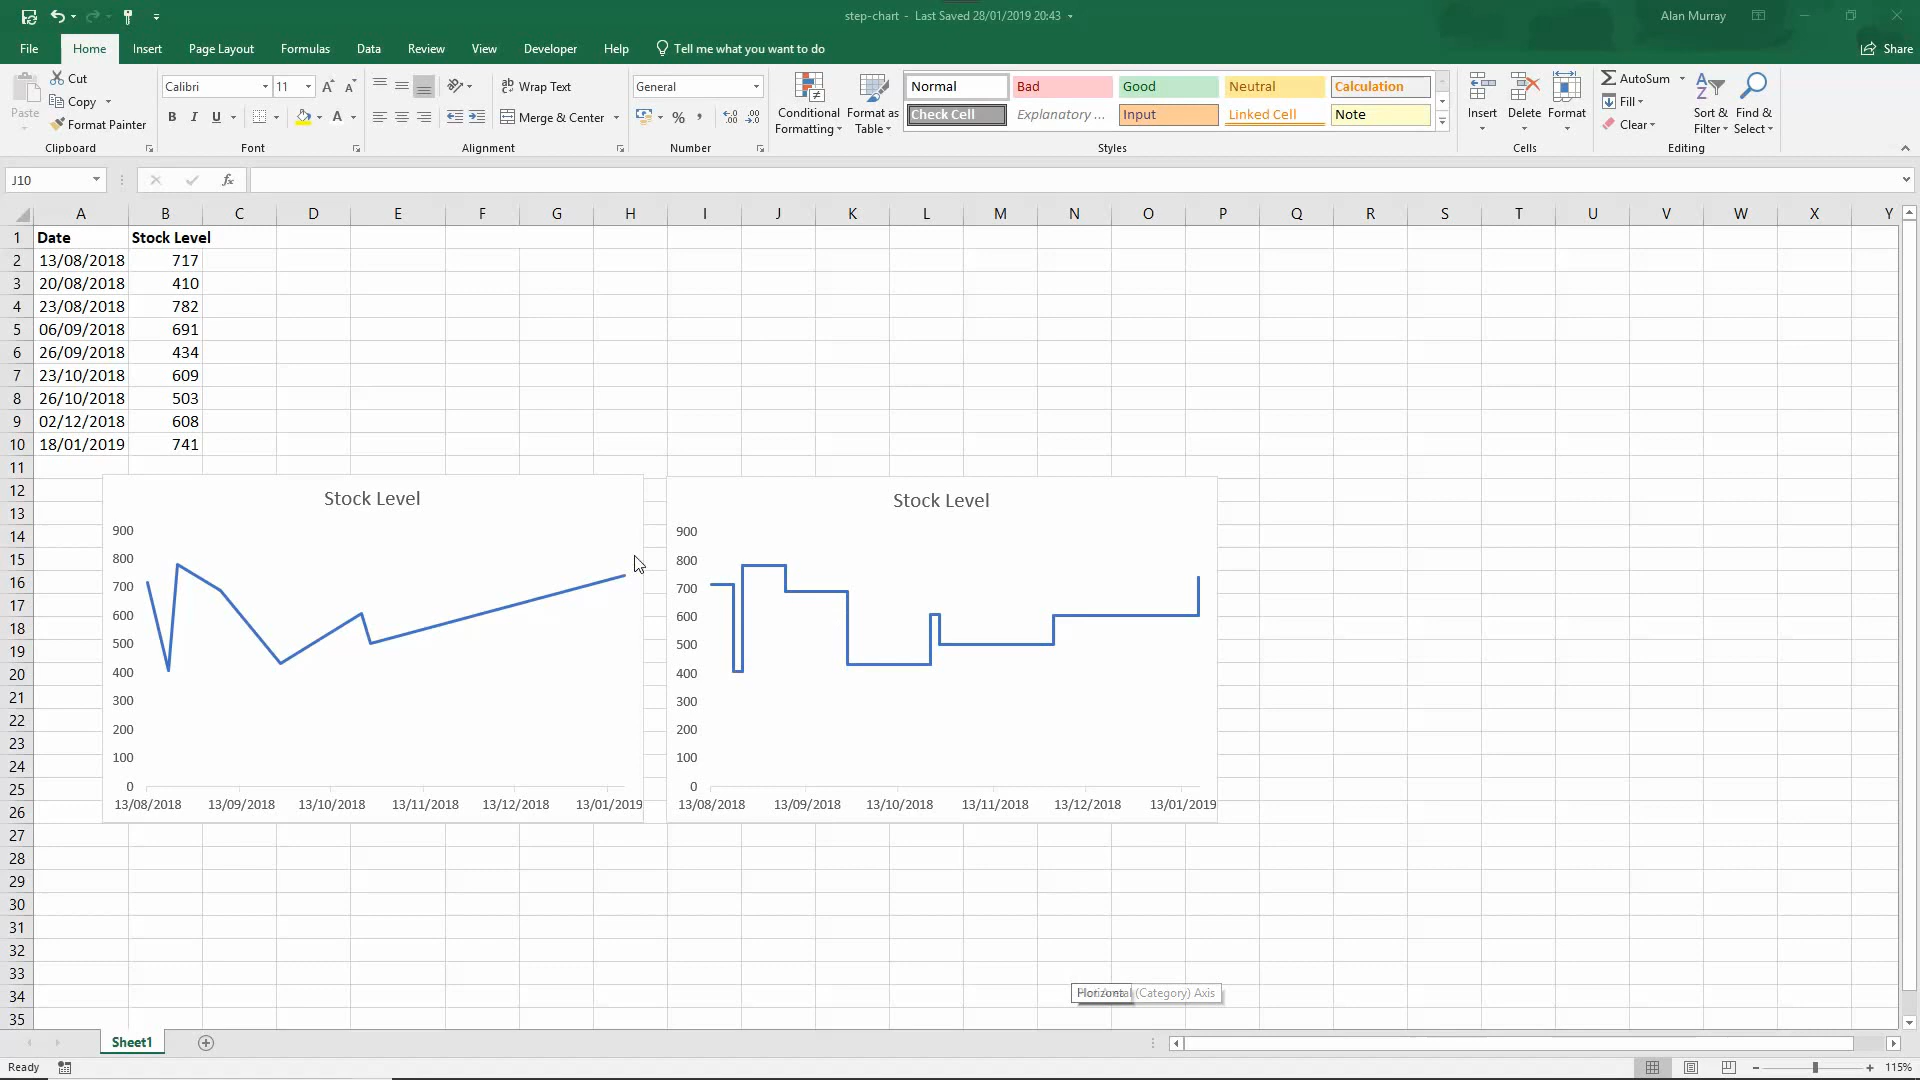 step-chart - Last Saved 28/01/2019 20:43
Alan Murray
File Home Insert Page Layout Formulas Data Review View Developer Help Tell me what you want to do Share
Paste
Cut
Copy
Format Painter
Clipboard
Calibri 11
B I U
Font
Wrap Text
Merge & Center
Alignment
General
Number
Conditional Formatting
Format as Table
Normal Bad Good Neutral Calculation
Check Cell Explanatory ... Input Linked Cell Note
Styles
Insert Delete Format
Cells
AutoSum
Fill
Clear
Sort & Filter
Find & Select
Editing
J10
fx
A B C D E F G H I J K L M N O P Q R S T U V W X Y
1 Date Stock Level
2 13/08/2018 717
3 20/08/2018 410
4 23/08/2018 782
5 06/09/2018 691
6 26/09/2018 434
7 23/10/2018 609
8 26/10/2018 503
9 02/12/2018 608
10 18/01/2019 741
11
12
13
14
15
16
17
18
19
20
21
22
23
24
25
26
27
28
29
30
31
32
33
34
35
Stock Level
900
800
700
600
500
400
300
200
100
0
13/08/2018 13/09/2018 13/10/2018 13/11/2018 13/12/2018 13/01/2019
Stock Level
900
800
700
600
500
400
300
200
100
0
13/08/2018 13/09/2018 13/10/2018 13/11/2018 13/12/2018 13/01/2019
(Category) Axis
Sheet1
Ready
115%